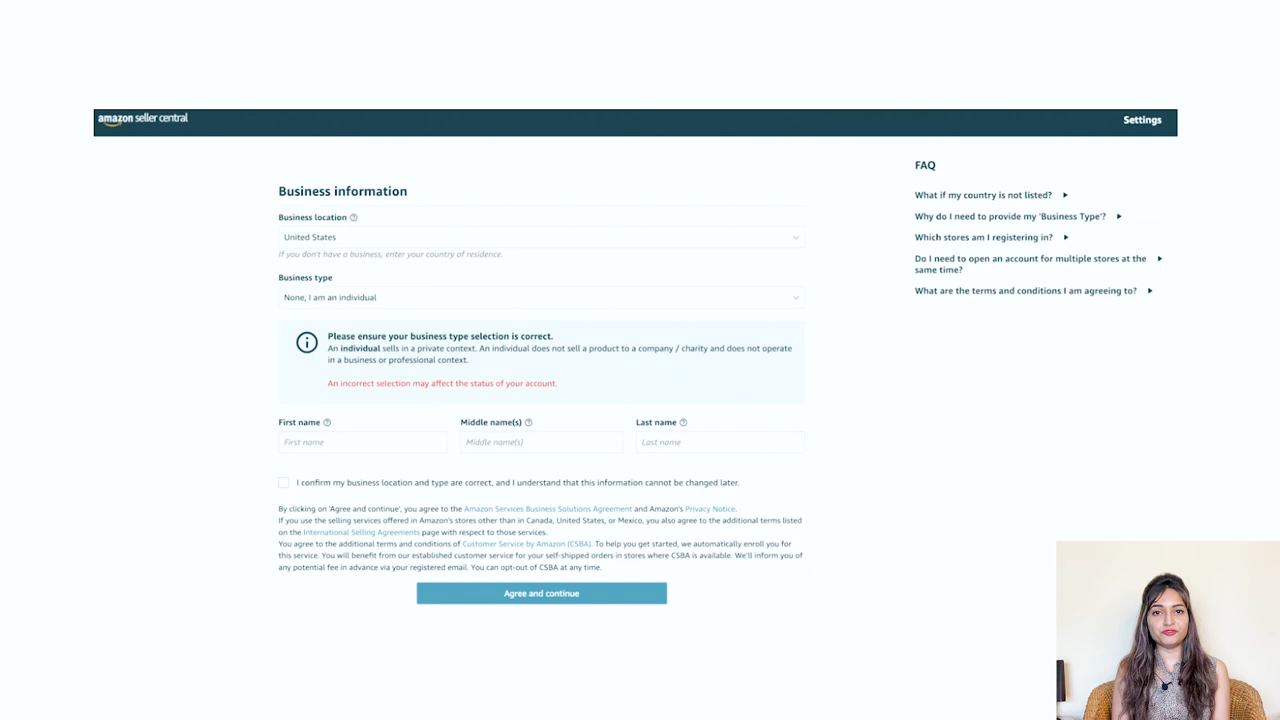 amazon seller central
Settings
Business information
Business location
United States
If you don't have a business, enter your country of residence.
Business type
None, I am an individual
Please ensure your business type selection is correct.
An individual sells in a private context. An individual does not sell a product to a company / charity and does not operate
in a business or professional context.
An incorrect selection may affect the status of your account.
First name
Middle name(s)
Last name
First name
Middle name(s)
Last name
I confirm my business location and type are correct, and I understand that this information cannot be changed later.
By clicking on 'Agree and continue', you agree to the Amazon Services Business Solutions Agreement and Amazon's Privacy Notice.
If you use the selling services offered in Amazon's stores other than in Canada, United States, or Mexico, you also agree to the additional terms listed
on the International Selling Agreements page with respect to those services.
You agree to the additional terms and conditions of Customer Service by Amazon (CSBA). To help you get started, we automatically enroll you for
this service. You will benefit from our established customer service for your self-shipped orders in stores where CSBA is available. We'll inform you of
any potential fee in advance via your registered email. You can opt-out of CSBA at any time.
Agree and continue
FAQ
What if my country is not listed?
Why do I need to provide my 'Business Type'?
Which stores am I registering in?
Do I need to open an account for multiple stores at the
same time?
What are the terms and conditions I am agreeing to?